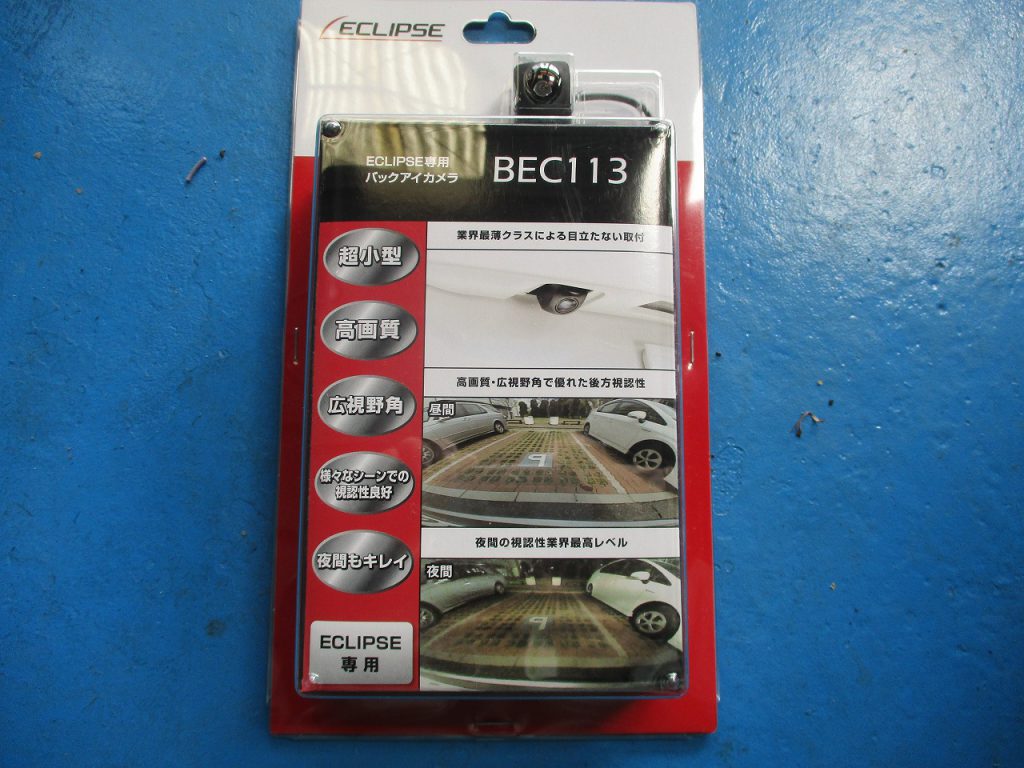 ECLIPSE
ECLIPSE専用
バックアイカメラ
BEC113
超小型
高画質
広視野角
様々なシーンでの
視認性良好
夜間もキレイ
ECLIPSE
専用
業界最薄クラスによる目立たない取付
高画質・広視野角で優れた後方視認性
昼間
P
夜間の視認性業界最高レベル
夜間
P